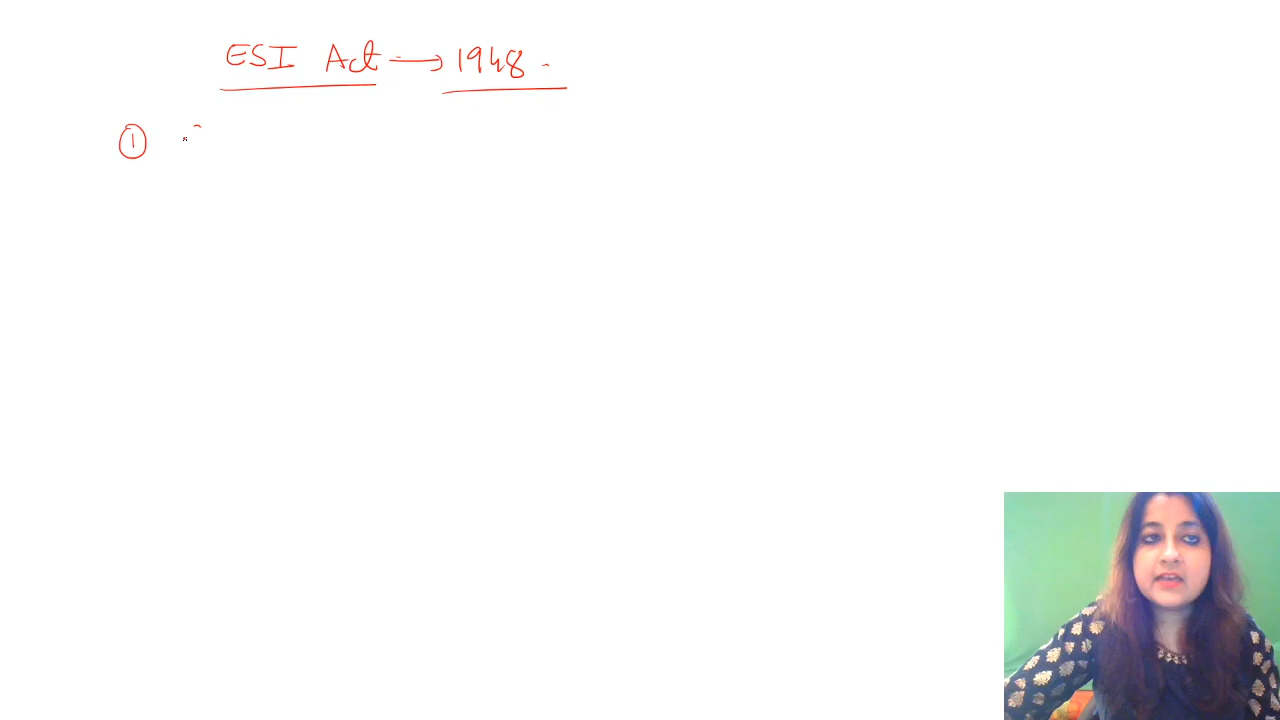 ESI Act → 1948 .
①